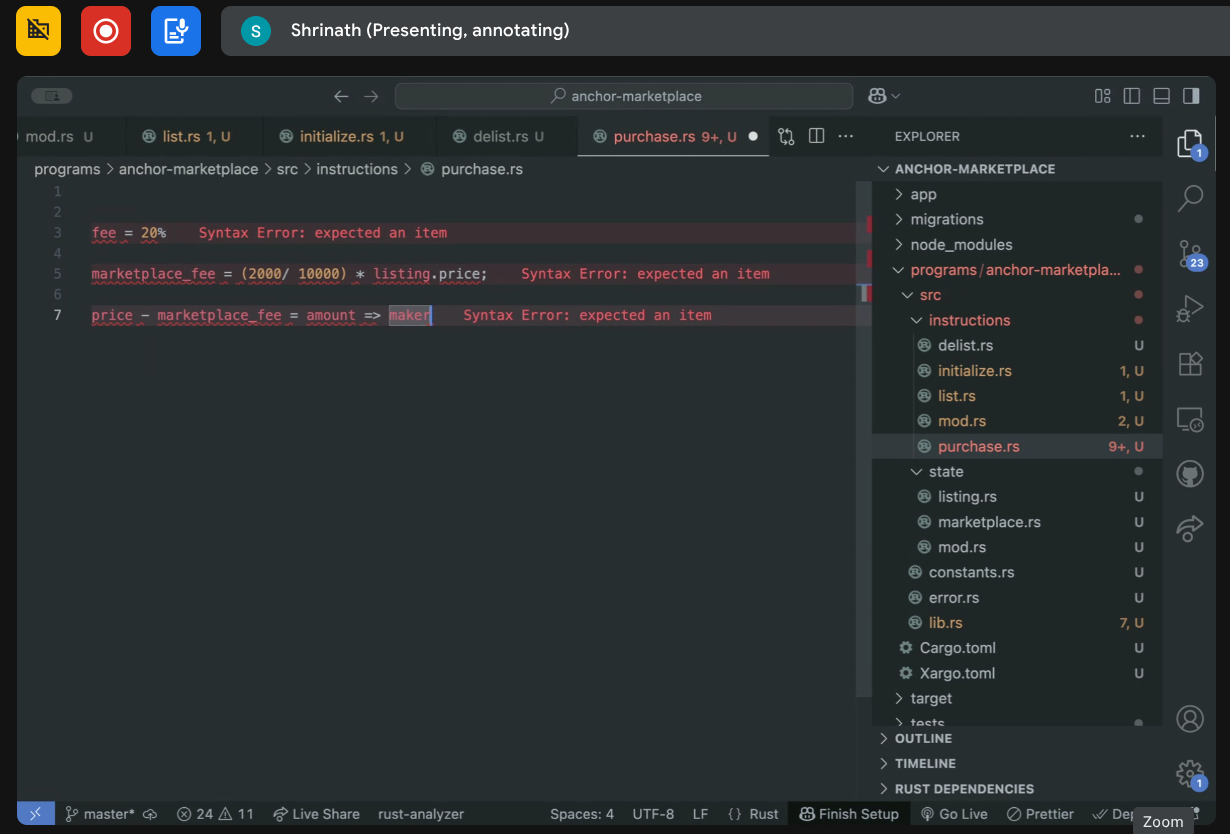 S Shrinath (Presenting, annotating)
anchor-marketplace
mod.rs U list.rs 1, U initialize.rs 1, U delist.rs U purchase.rs 9+, U
EXPLORER
programs > anchor-marketplace > src > instructions > purchase.rs
1
2
3 fee = 20% Syntax Error: expected an item
4
5 marketplace_fee = (2000/ 10000) * listing.price; Syntax Error: expected an item
6
7 price - marketplace_fee = amount => maker Syntax Error: expected an item
ANCHOR-MARKETPLACE
app
migrations
node_modules
programs/anchor-marketpla...
src
instructions
delist.rs U
initialize.rs 1, U
list.rs 1, U
mod.rs 2, U
purchase.rs 9+, U
state
listing.rs U
marketplace.rs U
mod.rs U
constants.rs U
error.rs U
lib.rs 7, U
Cargo.toml U
Xargo.toml U
target
tests
OUTLINE
TIMELINE
RUST DEPENDENCIES
1
23
1
master* 24 11 Live Share rust-analyzer Spaces: 4 UTF-8 LF {} Rust Finish Setup Go Live Prettier Dep
Zoom